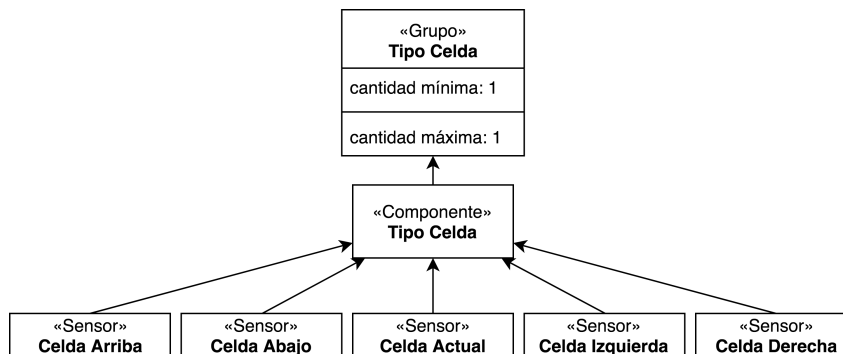 «Grupo»
Tipo Celda
cantidad mínima: 1
cantidad máxima: 1
«Componente»
Tipo Celda
«Sensor» «Sensor» «Sensor» «Sensor» «Sensor»
Celda Arriba Celda Abajo Celda Actual Celda Izquierda Celda Derecha